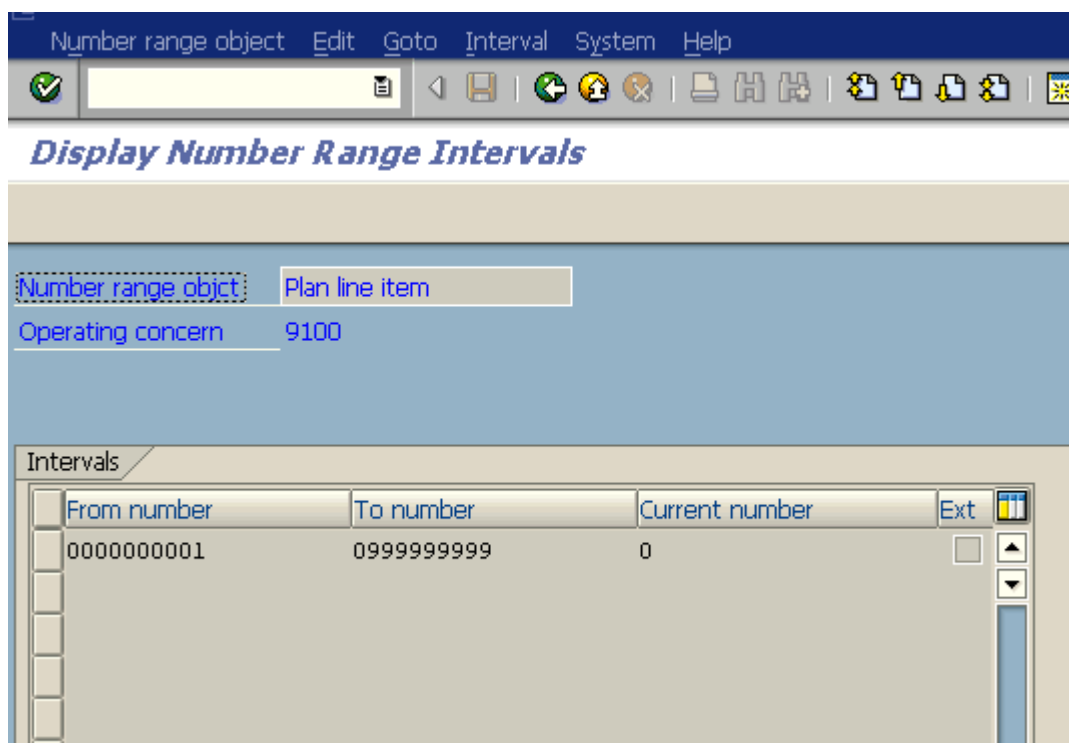 Number range object Edit Goto Interval System Help
Display Number Range Intervals
Number range objct Plan line item
Operating concern 9100
Intervals
From number To number Current number Ext
0000000001 0999999999 0